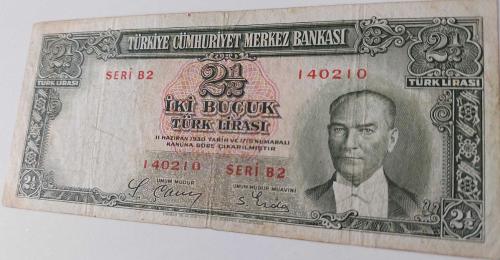 TÜRKİYE CÜMHURİYET MERKEZ BANKASI
2½ 2½ 2½
TÜRK LİRASI TÜRK LİRASI
SERİ B2 140210
İKİ BUÇUK
TÜRK LİRASI
11 HAZİRAN 1930 TARİH VE 1715 NUMARALI
KANUNA GÖRE ÇIKARILMIŞTIR
140210 SERİ B2
UMUM MÜDÜR UMUM MÜDÜR MUAVİNİ
2½ 2½